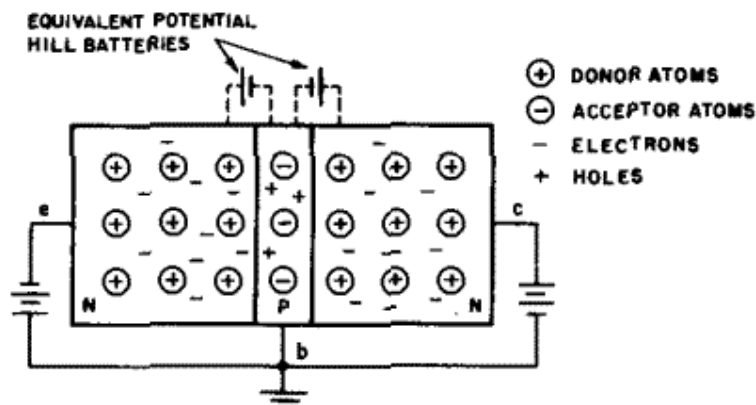 EQUIVALENT POTENTIAL
HILL BATTERIES
DONOR ATOMS
ACCEPTOR ATOMS
- ELECTRONS
+ HOLES
e
c
N
P
N
b